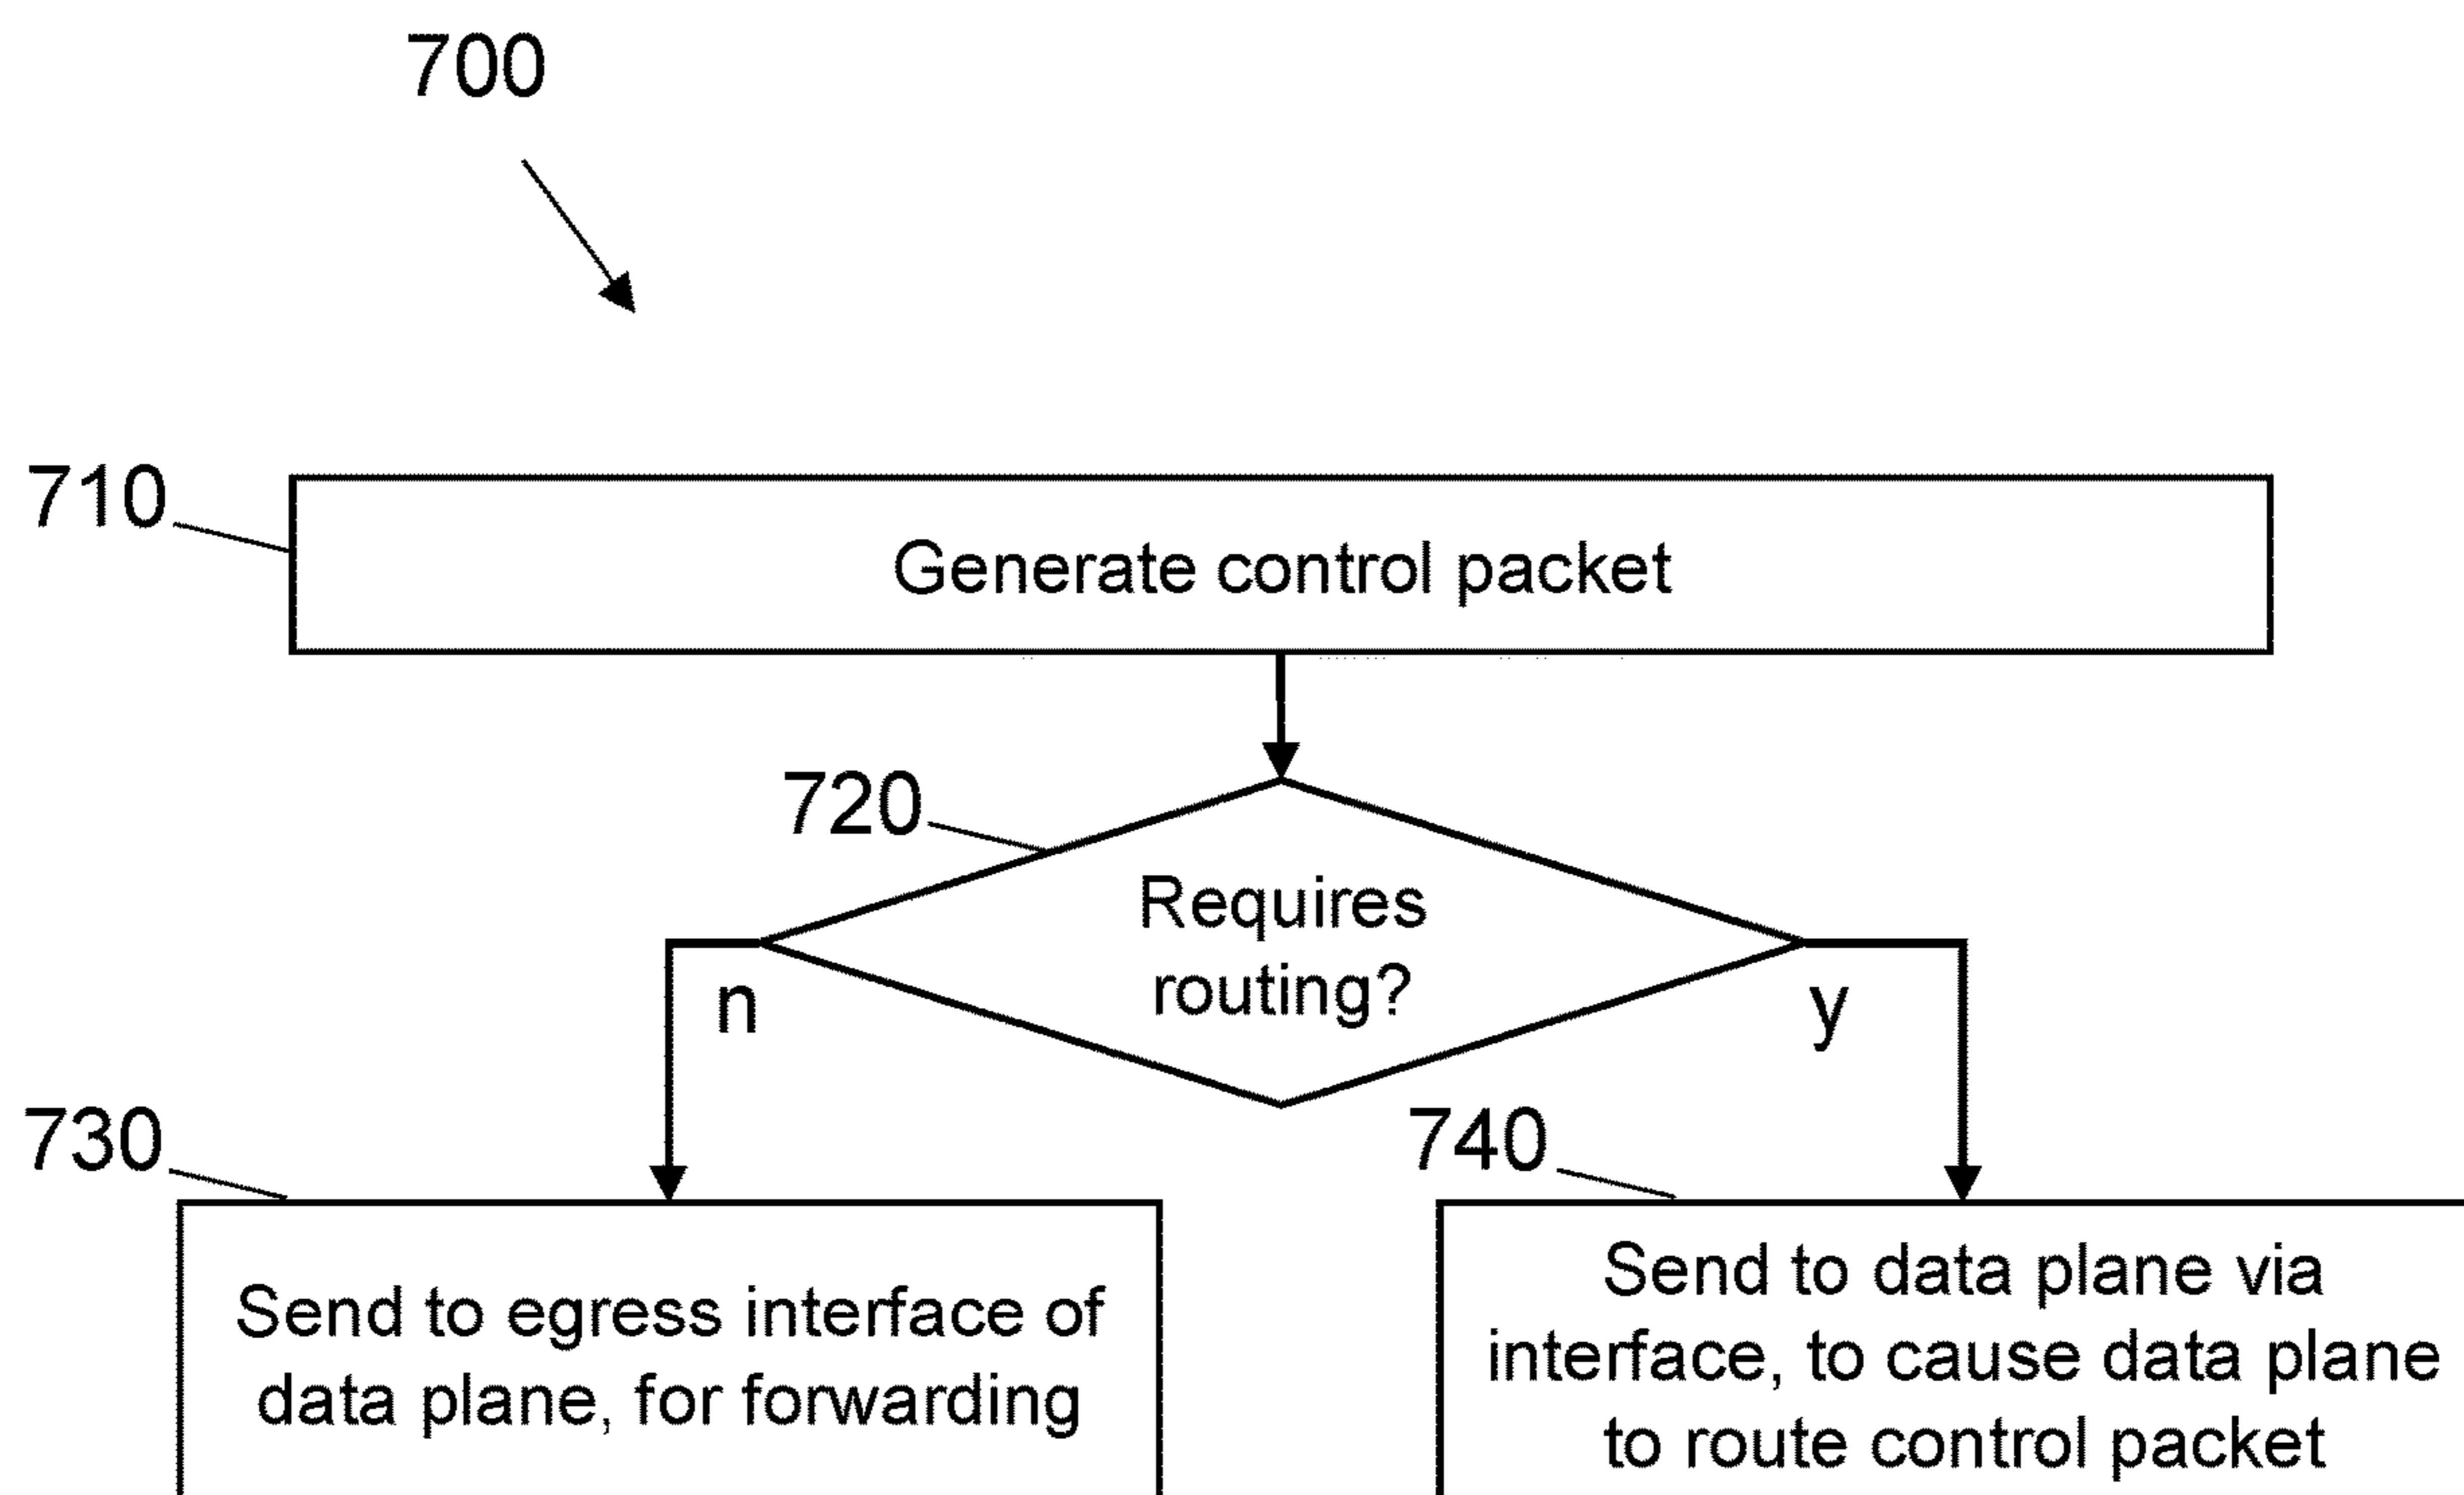 700
710
Generate control packet
720
Requires
routing?
n
y
730
740
Send to egress interface of
data plane, for forwarding
Send to data plane via
interface, to cause data plane
to route control packet